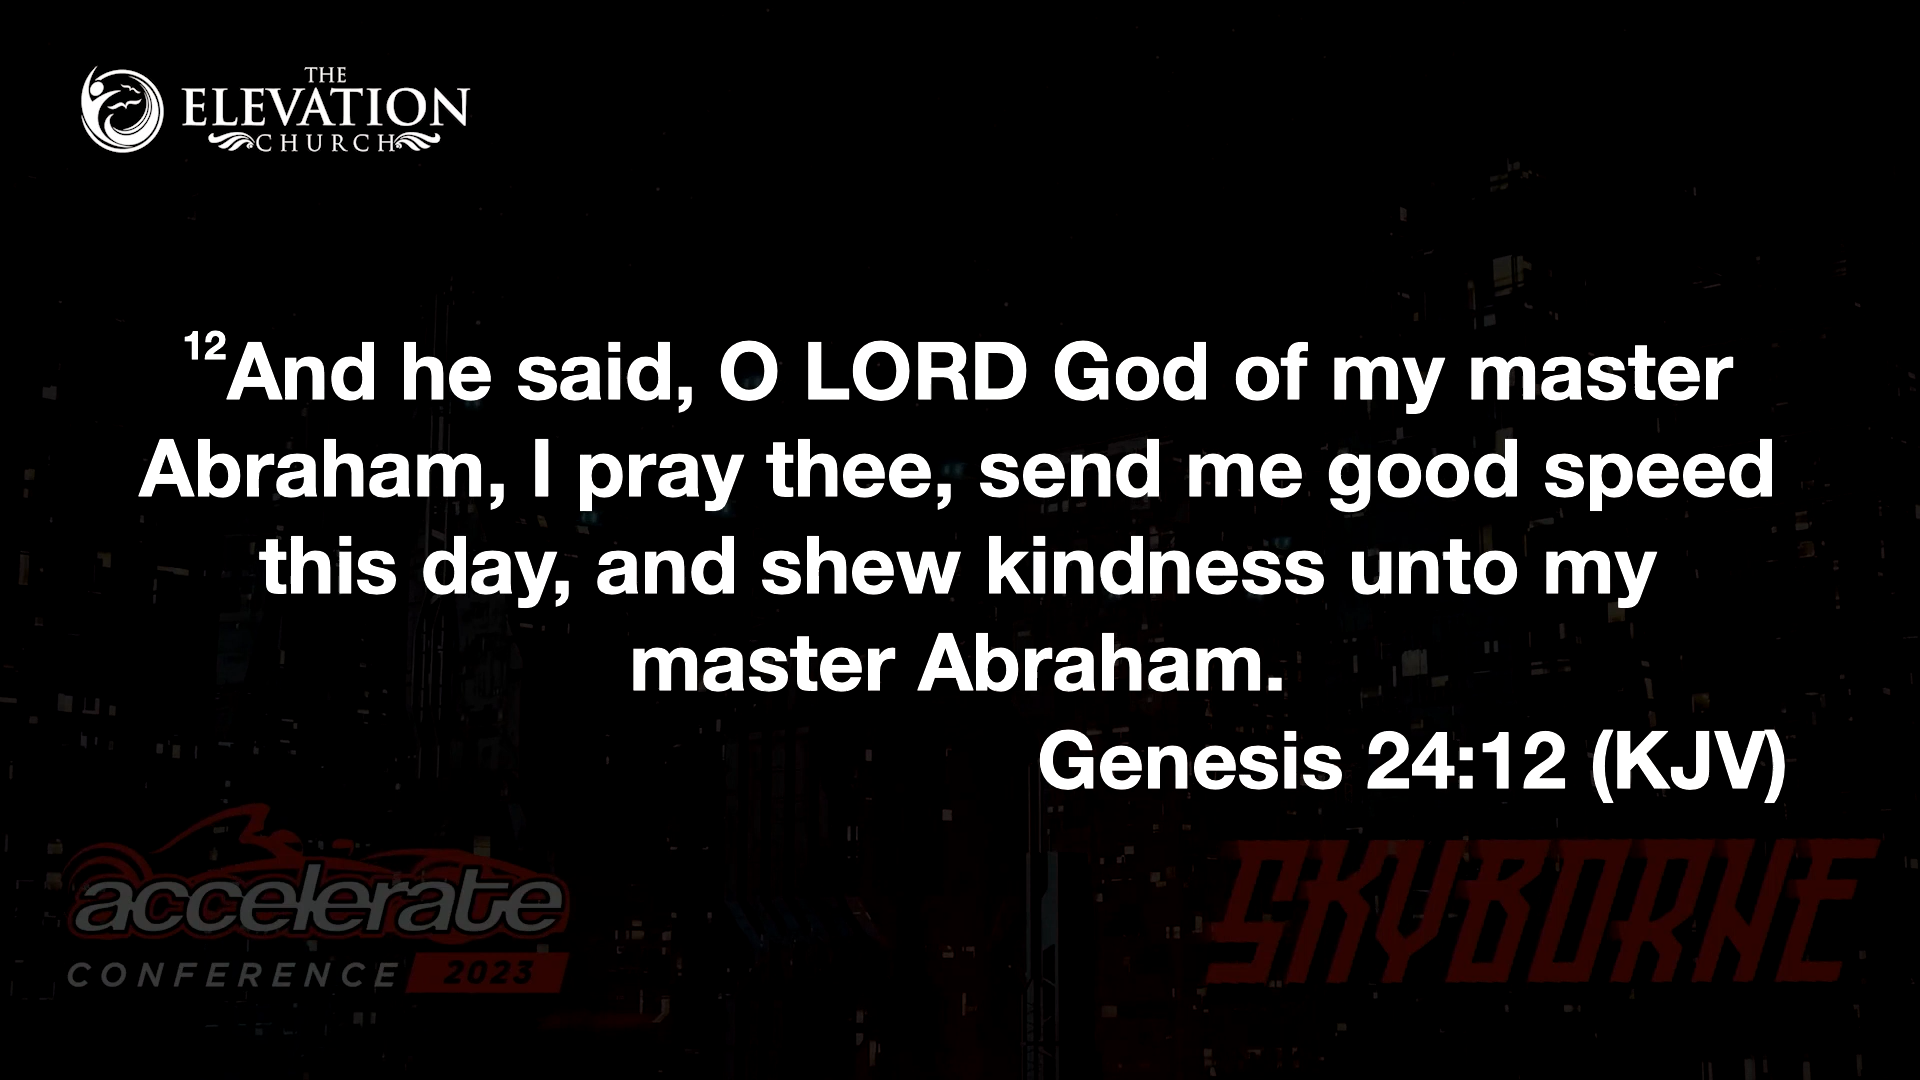 THE
ELEVATION
CHURCH
12And he said, O LORD God of my master
Abraham, I pray thee, send me good speed
this day, and shew kindness unto my
master Abraham.
Genesis 24:12 (KJV)
accelerate
CONFERENCE 2023
SKYBORNE